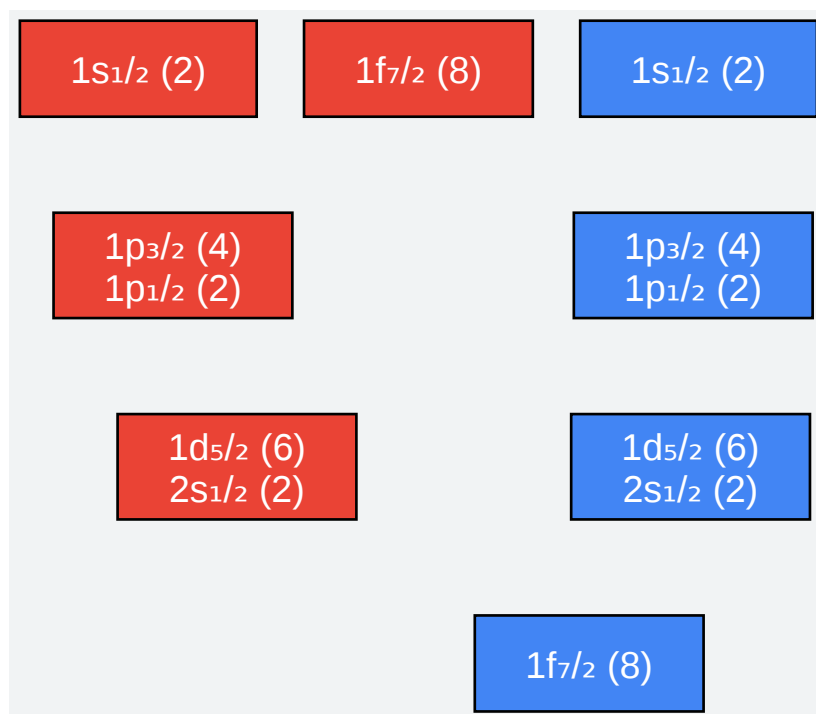 1s₁/₂ (2)
1f₇/₂ (8)
1s₁/₂ (2)
1p₃/₂ (4)
1p₁/₂ (2)
1p₃/₂ (4)
1p₁/₂ (2)
1d₅/₂ (6)
2s₁/₂ (2)
1d₅/₂ (6)
2s₁/₂ (2)
1f₇/₂ (8)